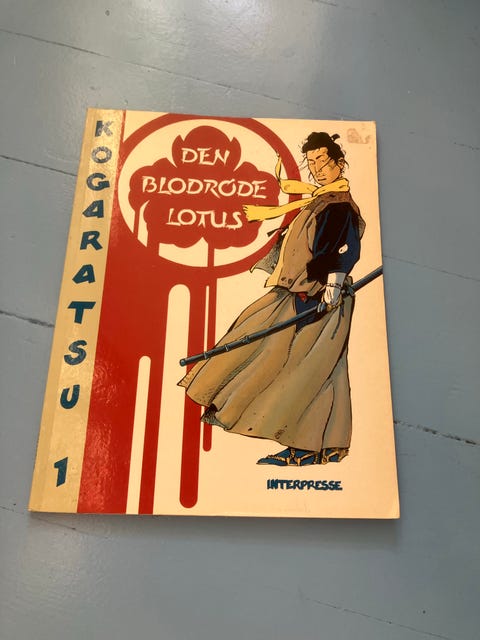 KOGARATSU 1
DEN
BLODRØDE
LOTUS
INTERPRESSE